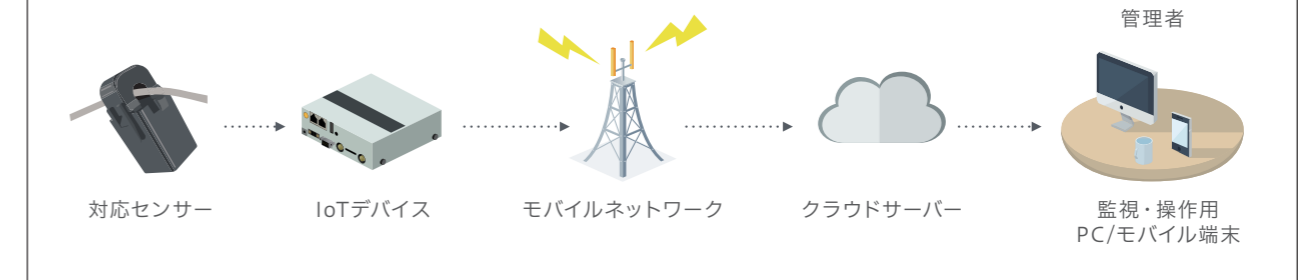 管理者
対応センサー
IoTデバイス
モバイルネットワーク
クラウドサーバー
監視・操作用
PC/モバイル端末